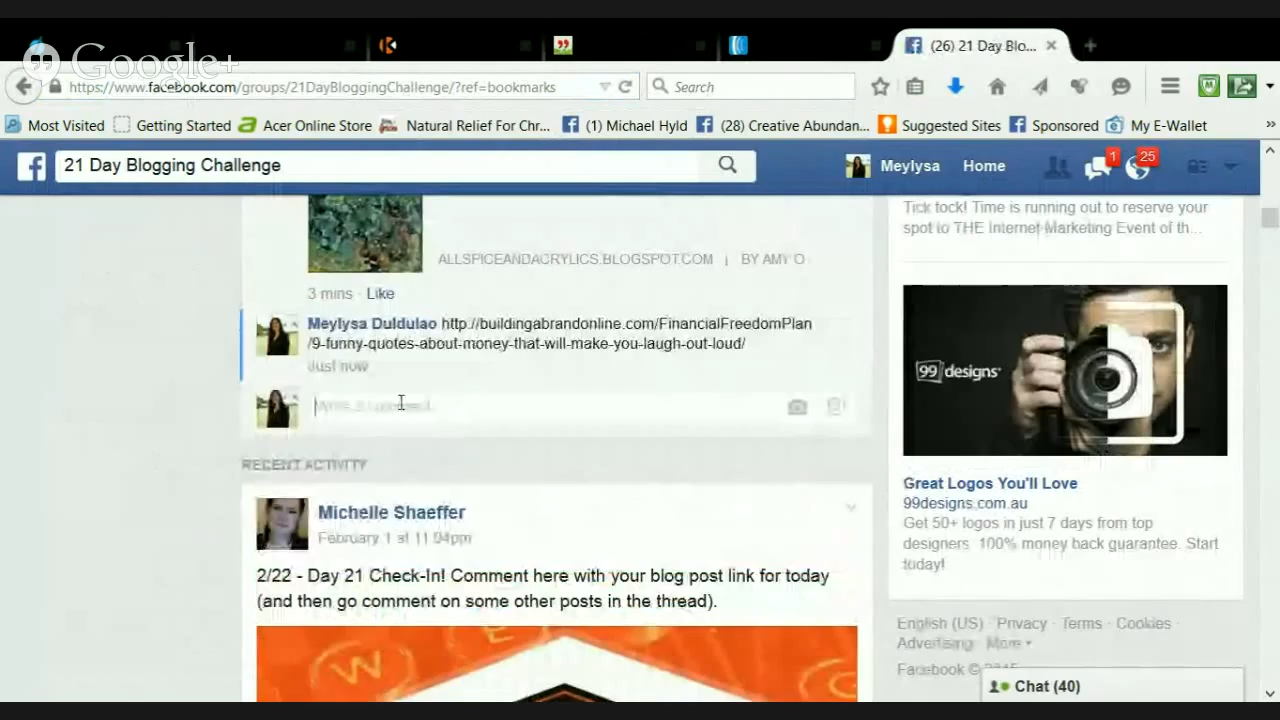 Google+
(26) 21 Day Blo...
https://www.facebook.com/groups/21DayBloggingChallenge/?ref=bookmarks
Search
Most Visited
Getting Started
Acer Online Store
Natural Relief For Chr...
(1) Michael Hyld
(28) Creative Abundan...
Suggested Sites
Sponsored
My E-Wallet
»
21 Day Blogging Challenge
Meylysa
Home
1
25
ALLSPICEANDACRYLICS.BLOGSPOT.COM | BY AMY O
3 mins · Like
Meylysa Duldulao http://buildingabrandonline.com/FinancialFreedomPlan
/9-funny-quotes-about-money-that-will-make-you-laugh-out-loud/
Just now
Write a comment...
RECENT ACTIVITY
Michelle Shaeffer
February 1 at 11:04pm
2/22 - Day 21 Check-In! Comment here with your blog post link for today
(and then go comment on some other posts in the thread).
W
E
Tick tock! Time is running out to reserve your
spot to THE Internet Marketing Event of th...
99designs
Great Logos You'll Love
99designs.com.au
Get 50+ logos in just 7 days from top
designers. 100% money back guarantee. Start
today!
English (US) · Privacy · Terms · Cookies ·
Advertising · More
Facebook ©
Chat (40)